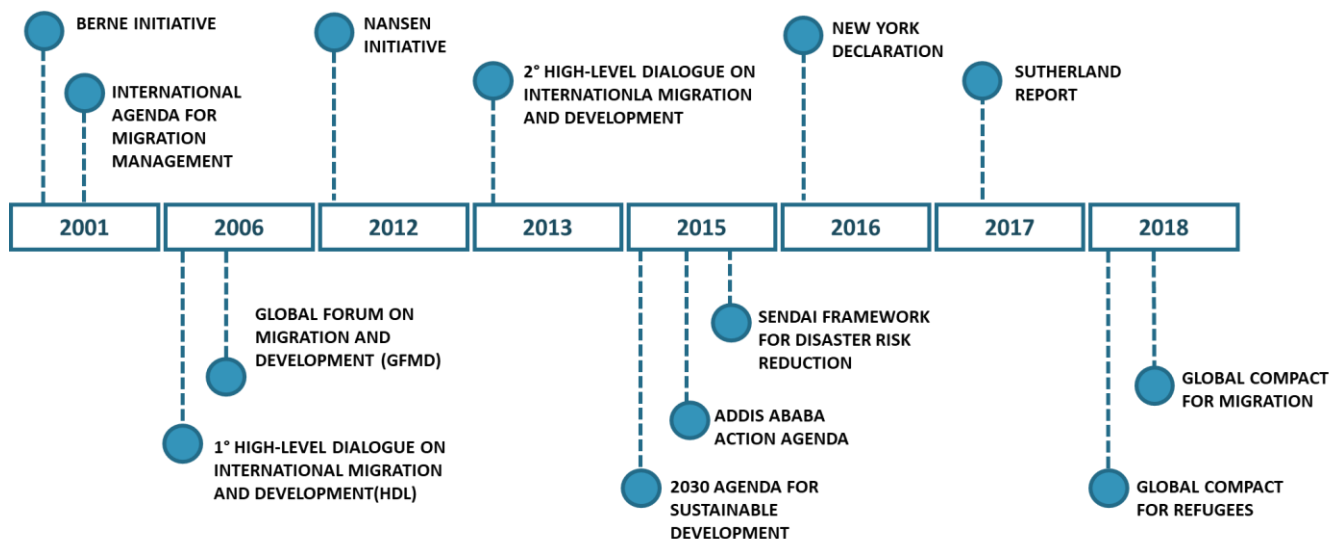 BERNE INITIATIVE
INTERNATIONAL
AGENDA FOR
MIGRATION
MANAGEMENT
NANSEN
INITIATIVE
2° HIGH-LEVEL DIALOGUE ON
INTERNATIONLA MIGRATION
AND DEVELOPMENT
NEW YORK
DECLARATION
SUTHERLAND
REPORT
2001
2006
2012
2013
2015
2016
2017
2018
GLOBAL FORUM ON
MIGRATION AND
DEVELOPMENT (GFMD)
1° HIGH-LEVEL DIALOGUE ON
INTERNATIONAL MIGRATION
AND DEVELOPMENT(HDL)
SENDAI FRAMEWORK
FOR DISASTER RISK
REDUCTION
ADDIS ABABA
ACTION AGENDA
2030 AGENDA FOR
SUSTAINABLE
DEVELOPMENT
GLOBAL COMPACT
FOR MIGRATION
GLOBAL COMPACT
FOR REFUGEES